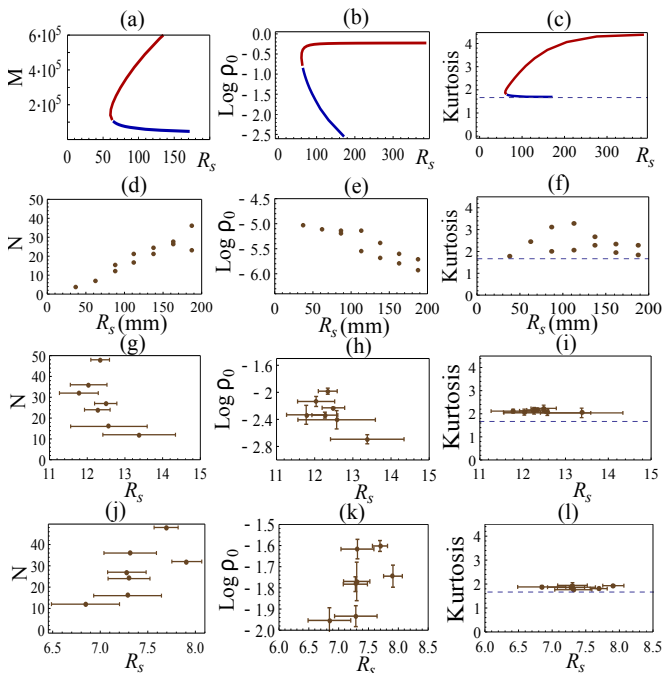 (a) (b) (c)
M
6*10^5
4*10^5
2*10^5
0 50 100 150 R_s
Log ρ_0
0.0
- 0.5
- 1.0
- 1.5
- 2.0
- 2.5
0 100 200 300 R_s
Kurtosis
4
3
2
1
0
0 100 200 300 R_s
(d) (e) (f)
N
50
40
30
20
10
0
0 50 100 150 200
R_s (mm)
Log ρ_0
- 4.5
- 5.0
- 5.5
- 6.0
0 50 100 150 200
R_s (mm)
Kurtosis
4
3
2
1
0
0 50 100 150 200
R_s (mm)
(g) (h) (i)
N
50
40
30
20
10
0
11 12 13 14 15
R_s
Log ρ_0
- 1.6
- 2
- 2.4
- 2.8
11 12 13 14 15
R_s
Kurtosis
4
3
2
1
0
11 12 13 14 15
R_s
(j) (k) (l)
N
40
30
20
10
0
6.5 7.0 7.5 8.0
R_s
Log ρ_0
- 1.5
- 1.6
- 1.7
- 1.8
- 1.9
- 2.0
6.0 6.5 7.0 7.5 8.0 8.5
R_s
Kurtosis
4
3
2
1
0
6.0 6.5 7.0 7.5 8.0 8.5
R_s